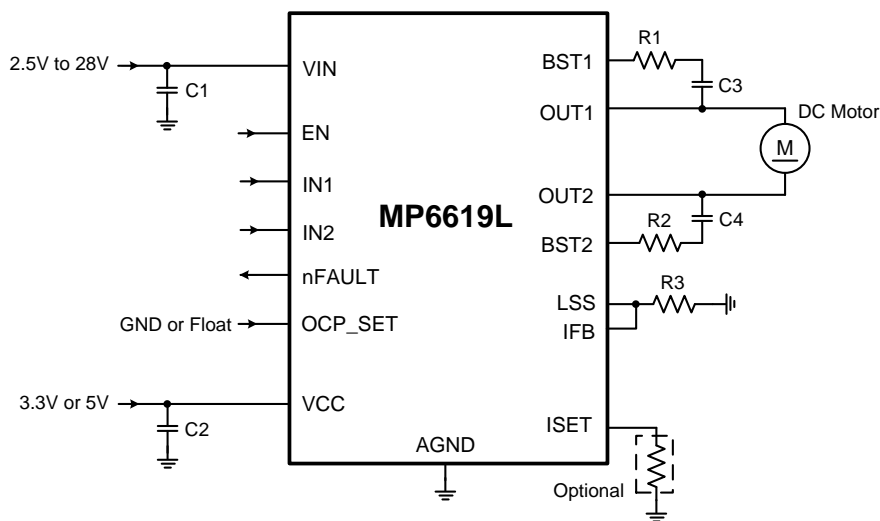 2.5V to 28V
C1
VIN
EN
IN1
IN2
nFAULT
GND or Float
OCP_SET
3.3V or 5V
C2
VCC
AGND
MP6619L
BST1
R1
C3
OUT1
DC Motor
M
OUT2
C4
R2
BST2
LSS
R3
IFB
ISET
Optional